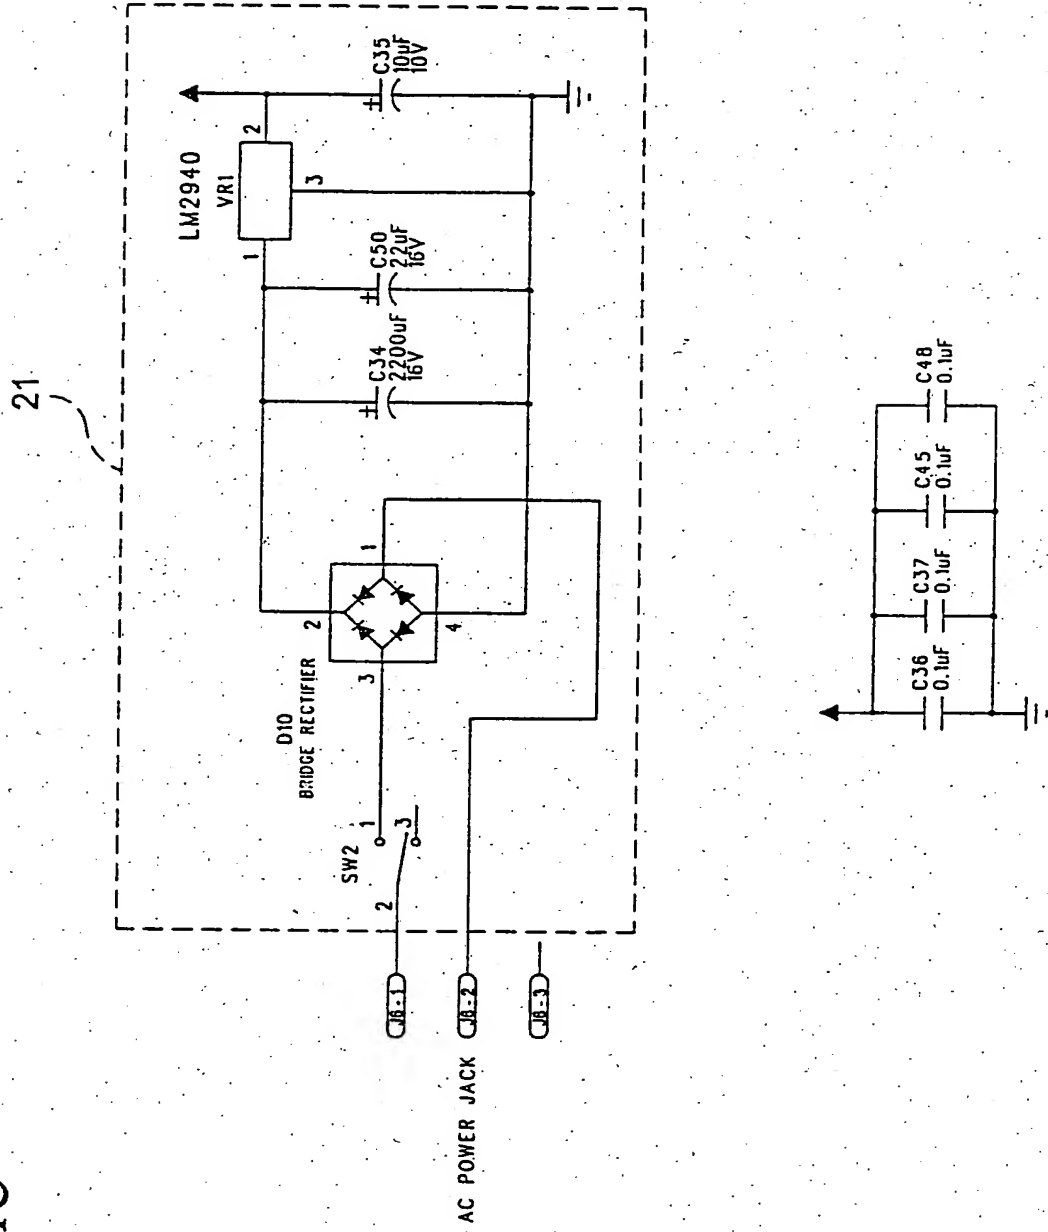 21
LM2940
VR1
1
2
3
C34
2200uF
16V
C50
22uF
16V
C35
10uF
10V
D10
BRIDGE RECTIFIER
2
1
3
4
SW2
1
2
3
J6-1
J6-2
J6-3
AC POWER JACK
C36
0.1uF
C37
0.1uF
C45
0.1uF
C48
0.1uF